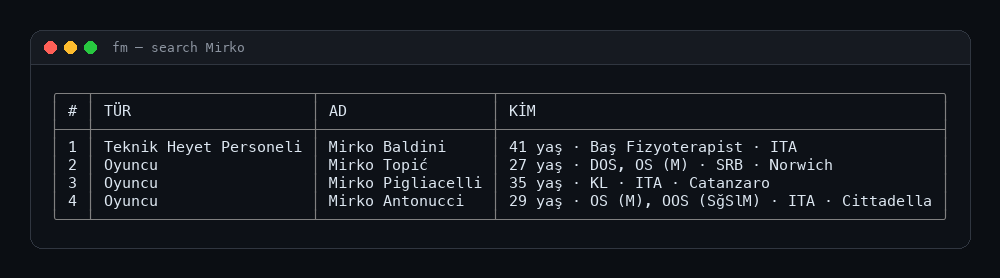 fm — search Mirko
# TÜR AD KİM
1 Teknik Heyet Personeli Mirko Baldini 41 yaş · Baş Fizyoterapist · ITA
2 Oyuncu Mirko Topić 27 yaş · DOS, OS (M) · SRB · Norwich
3 Oyuncu Mirko Pigliacelli 35 yaş · KL · ITA · Catanzaro
4 Oyuncu Mirko Antonucci 29 yaş · OS (M), OOS (SğSlM) · ITA · Cittadella